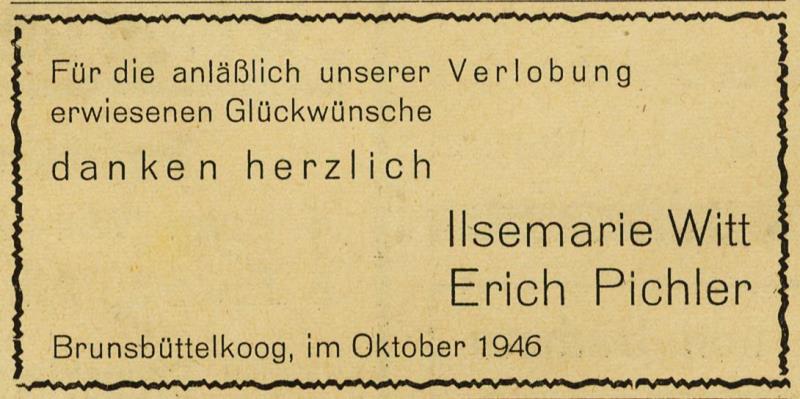 Für die anläßlich unserer Verlobung
erwiesenen Glückwünsche
danken herzlich
Ilsemarie Witt
Erich Pichler
Brunsbüttelkoog, im Oktober 1946